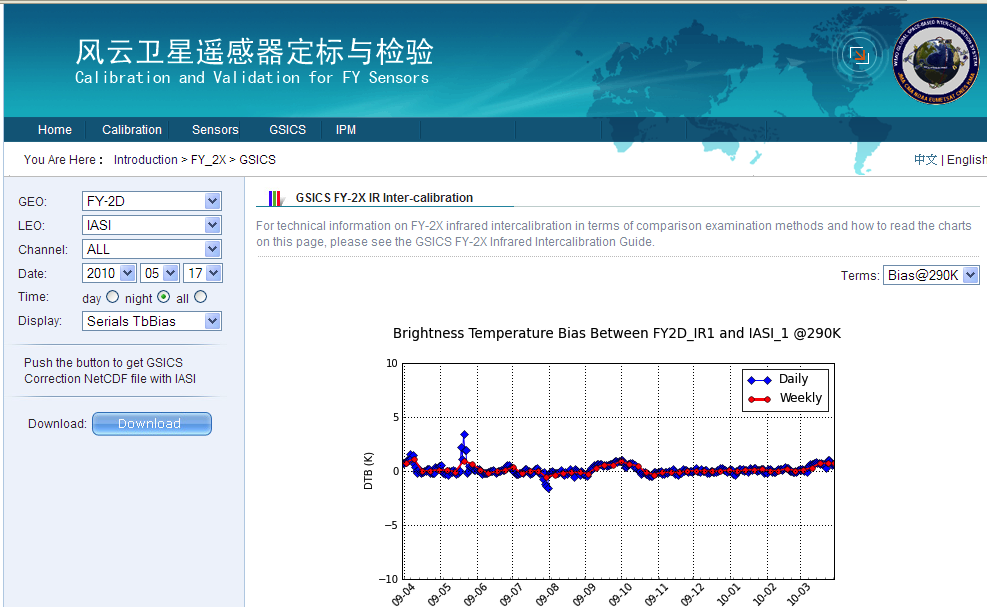 风云卫星遥感器定标与检验
Calibration and Validation for FY Sensors
Home Calibration Sensors GSICS IPM
You Are Here： Introduction > FY_2X > GSICS
中文 | English
GEO: FY-2D
LEO: IASI
Channel: ALL
Date: 2010 05 17
Time: day night all
Display: Serials TbBias
Push the button to get GSICS
Correction NetCDF file with IASI
Download: Download
GSICS FY-2X IR Inter-calibration
For technical information on FY-2X infrared intercalibration in terms of comparison examination methods and how to read the charts
on this page, please see the GSICS FY-2X Infrared Intercalibration Guide.
Terms: Bias@290K
Brightness Temperature Bias Between FY2D_IR1 and IASI_1 @290K
Daily
Weekly
DTB (K)
10
5
0
−5
−10
09-04 09-05 09-06 09-07 09-08 09-09 09-10 09-11 09-12 10-01 10-02 10-03